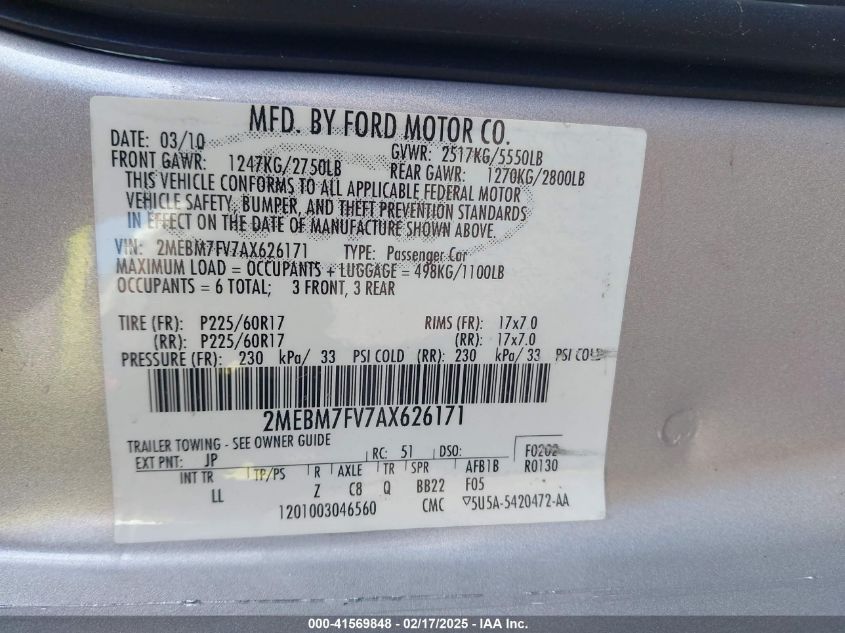 MFD. BY FORD MOTOR CO.
DATE: 03/10 GVWR: 2517KG/5550LB
FRONT GAWR: 1247KG/2750LB REAR GAWR: 1270KG/2800LB
THIS VEHICLE CONFORMS TO ALL APPLICABLE FEDERAL MOTOR
VEHICLE SAFETY, BUMPER, AND THEFT PREVENTION STANDARDS
IN EFFECT ON THE DATE OF MANUFACTURE SHOWN ABOVE.
VIN: 2MEBM7FV7AX626171 TYPE: Passenger Car
MAXIMUM LOAD = OCCUPANTS + LUGGAGE = 498KG/1100LB
OCCUPANTS = 6 TOTAL; 3 FRONT, 3 REAR
TIRE (FR): P225/60R17 RIMS (FR): 17x7.0
(RR): P225/60R17 (RR): 17x7.0
PRESSURE (FR): 230 kPa/ 33 PSI COLD (RR): 230 kPa/ 33 PSI COLD
2MEBM7FV7AX626171
TRAILER TOWING - SEE OWNER GUIDE
EXT PNT: JP RC: 51 DSO: F0202
INT TR TP/PS R AXLE TR SPR AFB1B R0130
LL Z C8 Q BB22 F05
1201003046560 CMC ▽5U5A-5420472-AA
000-41569848 - 02/17/2025 - IAA Inc.